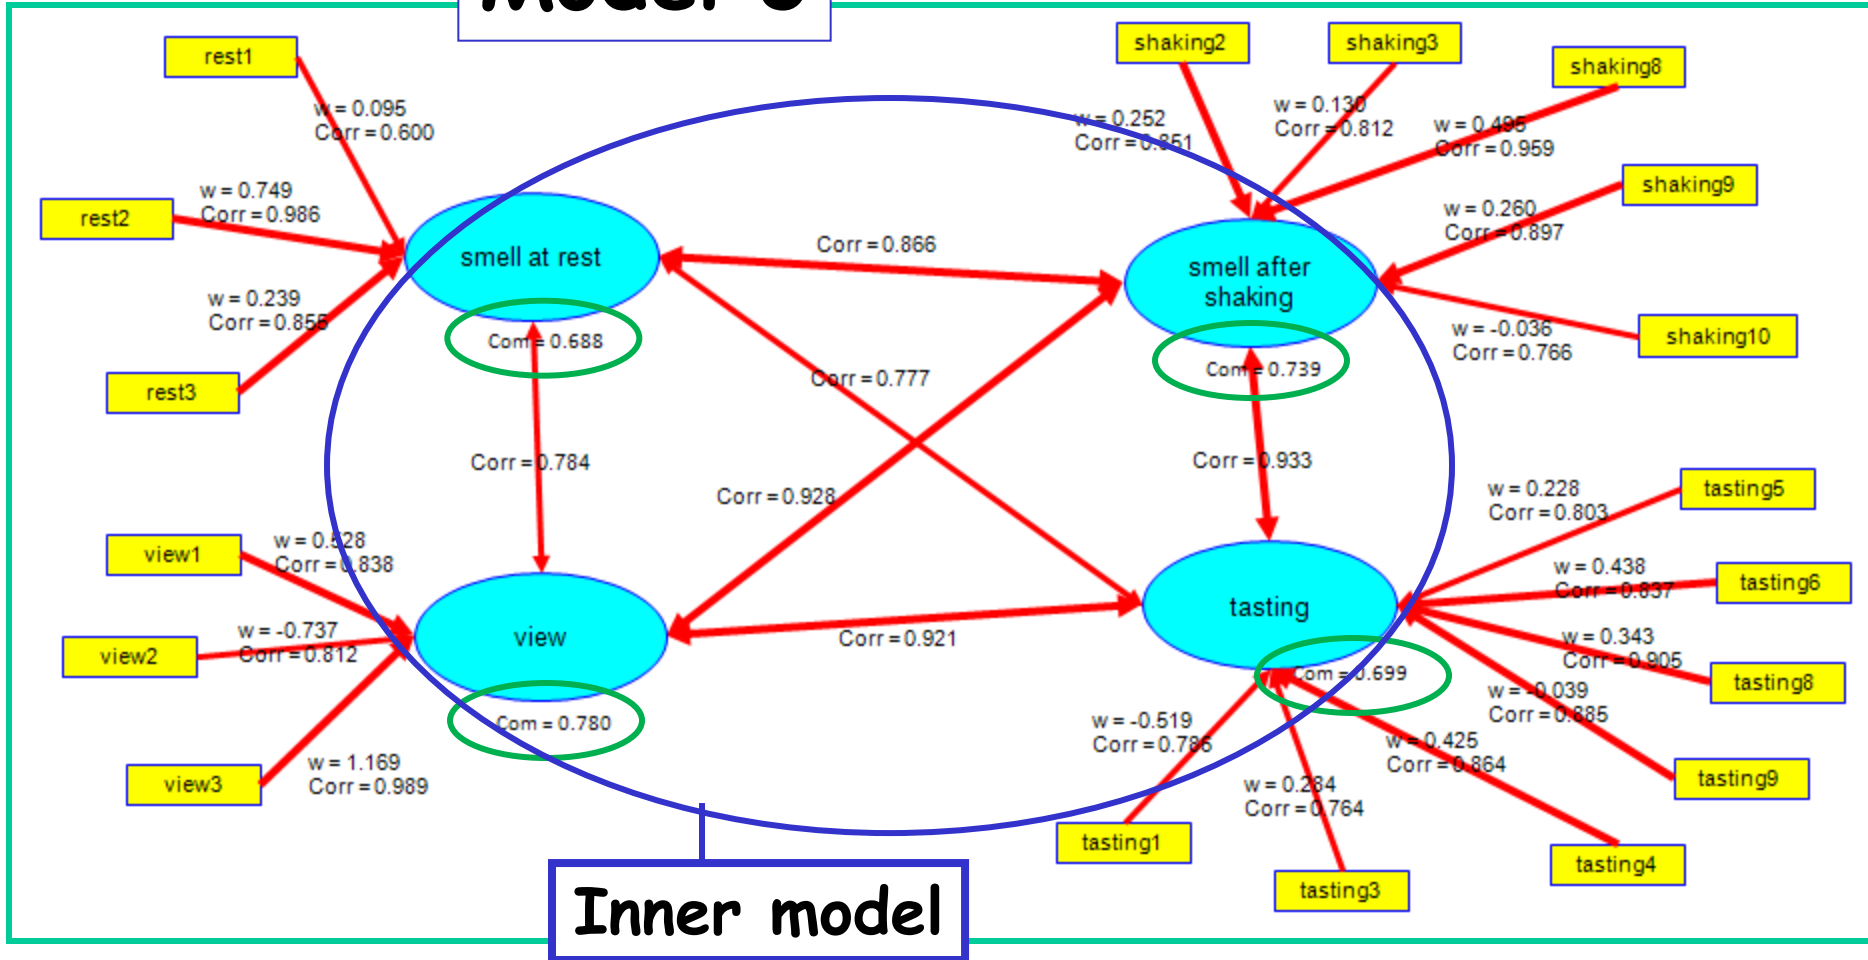 rest1
w = 0.095
Corr = 0.600
rest2
w = 0.749
Corr = 0.986
rest3
w = 0.239
Corr = 0.855
smell at rest
Com = 0.688
shaking2
w = 0.252
Corr = 0.851
shaking3
w = 0.130
Corr = 0.812
shaking8
w = 0.495
Corr = 0.959
shaking9
w = 0.260
Corr = 0.897
shaking10
w = -0.036
Corr = 0.766
smell after
shaking
Com = 0.739
Corr = 0.866
Corr = 0.777
Corr = 0.784
Corr = 0.928
Corr = 0.933
Corr = 0.921
view1
w = 0.528
Corr = 0.838
view2
w = -0.737
Corr = 0.812
view3
w = 1.169
Corr = 0.989
view
Com = 0.780
tasting
Com = 0.699
tasting5
w = 0.228
Corr = 0.803
tasting6
w = 0.438
Corr = 0.837
tasting8
w = 0.343
Corr = 0.905
tasting9
w = -0.039
Corr = 0.885
tasting4
w = 0.425
Corr = 0.864
tasting3
w = 0.284
Corr = 0.764
tasting1
w = -0.519
Corr = 0.786
Inner model